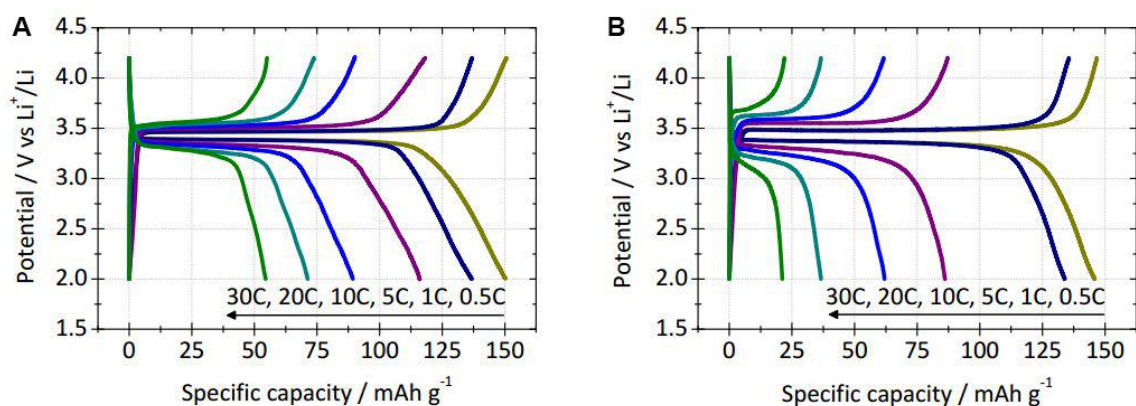 A
Potential / V vs Li⁺/Li
4.5
4.0
3.5
3.0
2.5
2.0
1.5
30C, 20C, 10C, 5C, 1C, 0.5C
0 25 50 75 100 125 150
Specific capacity / mAh g⁻¹
B
Potential / V vs Li⁺/Li
4.5
4.0
3.5
3.0
2.5
2.0
1.5
30C, 20C, 10C, 5C, 1C, 0.5C
0 25 50 75 100 125 150
Specific capacity / mAh g⁻¹